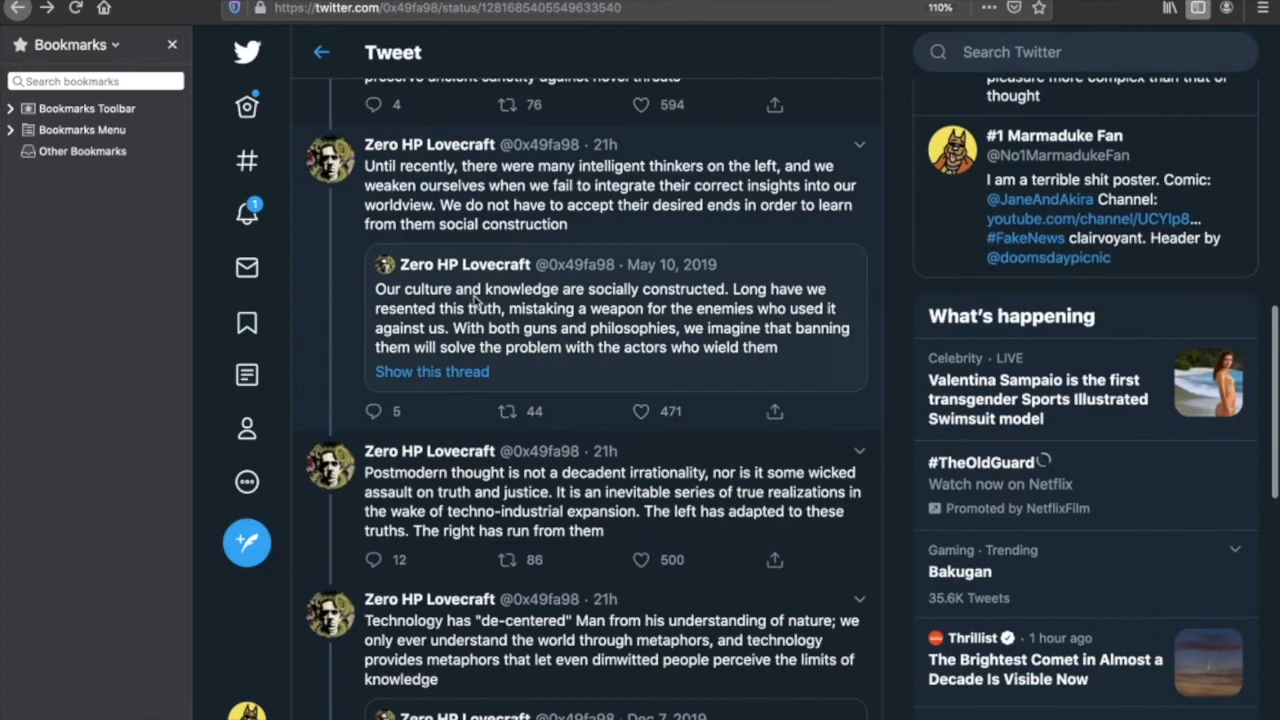 https://twitter.com/0x49fa98/status/1281685405549633540
110%
Bookmarks
Search bookmarks
Bookmarks Toolbar
Bookmarks Menu
Other Bookmarks
1
Tweet
preserve ancient sanctity against novel threats
4 76 594
Zero HP Lovecraft @0x49fa98 · 21h
Until recently, there were many intelligent thinkers on the left, and we
weaken ourselves when we fail to integrate their correct insights into our
worldview. We do not have to accept their desired ends in order to learn
from them social construction
Zero HP Lovecraft @0x49fa98 · May 10, 2019
Our culture and knowledge are socially constructed. Long have we
resented this truth, mistaking a weapon for the enemies who used it
against us. With both guns and philosophies, we imagine that banning
them will solve the problem with the actors who wield them
Show this thread
5 44 471
Zero HP Lovecraft @0x49fa98 · 21h
Postmodern thought is not a decadent irrationality, nor is it some wicked
assault on truth and justice. It is an inevitable series of true realizations in
the wake of techno-industrial expansion. The left has adapted to these
truths. The right has run from them
12 86 500
Zero HP Lovecraft @0x49fa98 · 21h
Technology has "de-centered" Man from his understanding of nature; we
only ever understand the world through metaphors, and technology
provides metaphors that let even dimwitted people perceive the limits of
knowledge
Zero HP Lovecraft @0x49fa98 · Dec 7, 2019
Search Twitter
pleasure more complex than that of
thought
#1 Marmaduke Fan
@No1MarmadukeFan
I am a terrible shit poster. Comic:
@JaneAndAkira Channel:
youtube.com/channel/UCYlp8...
#FakeNews clairvoyant. Header by
@doomsdaypicnic
What's happening
Celebrity · LIVE
Valentina Sampaio is the first
transgender Sports Illustrated
Swimsuit model
#TheOldGuard
Watch now on Netflix
Promoted by NetflixFilm
Gaming · Trending
Bakugan
35.6K Tweets
Thrillist · 1 hour ago
The Brightest Comet in Almost a
Decade Is Visible Now